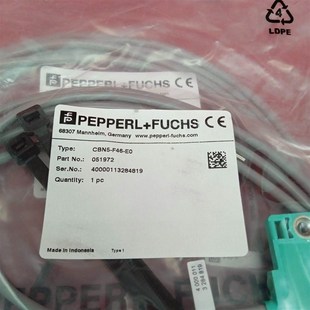 4
LDPE
PEPPERL+FUCHS CE
PEPPERL+FUCHS CE
68307 Mannheim, Germany www.pepperl-fuchs.com
Type: CBN5-F46-E0
Part No.: 051972
Ser.No.: 40000113284819
Quantity: 1 pc
Made in Indonesia Type 1